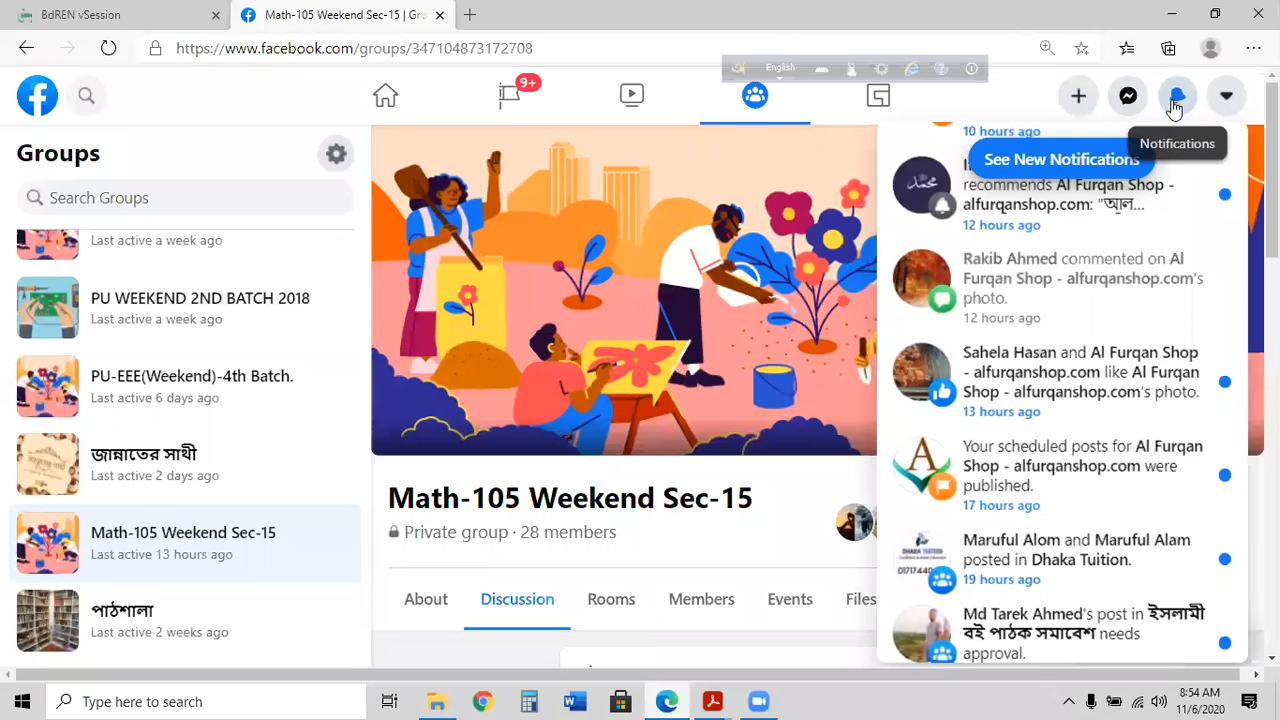 BdREN ~ Session
Math-105 Weekend Sec-15 | Gro
https://www.facebook.com/groups/347104873172708
English
9+
Groups
Search Groups
Last active a week ago
PU WEEKEND 2ND BATCH 2018
Last active a week ago
PU-EEE(Weekend)-4th Batch.
Last active 6 days ago
জান্নাতের সাথী
Last active 2 days ago
Math-105 Weekend Sec-15
Last active 13 hours ago
পাঠশালা
Last active 2 weeks ago
Math-105 Weekend Sec-15
Private group · 28 members
About
Discussion
Rooms
Members
Events
Files
10 hours ago
Notifications
See New Notifications
recommends Al Furqan Shop -
alfurqanshop.com: "আল...
12 hours ago
Rakib Ahmed commented on Al
Furqan Shop - alfurqanshop.com's
photo.
12 hours ago
Sahela Hasan and Al Furqan Shop
- alfurqanshop.com like Al Furqan
Shop - alfurqanshop.com's photo.
13 hours ago
Your scheduled posts for Al Furqan
Shop - alfurqanshop.com were
published.
17 hours ago
DHAKA TUITION
Maruful Alom and Maruful Alam
posted in Dhaka Tuition.
19 hours ago
Md Tarek Ahmed's post in ইসলামী
বই পাঠক সমাবেশ needs
approval.
Type here to search
8:54 AM
11/6/2020